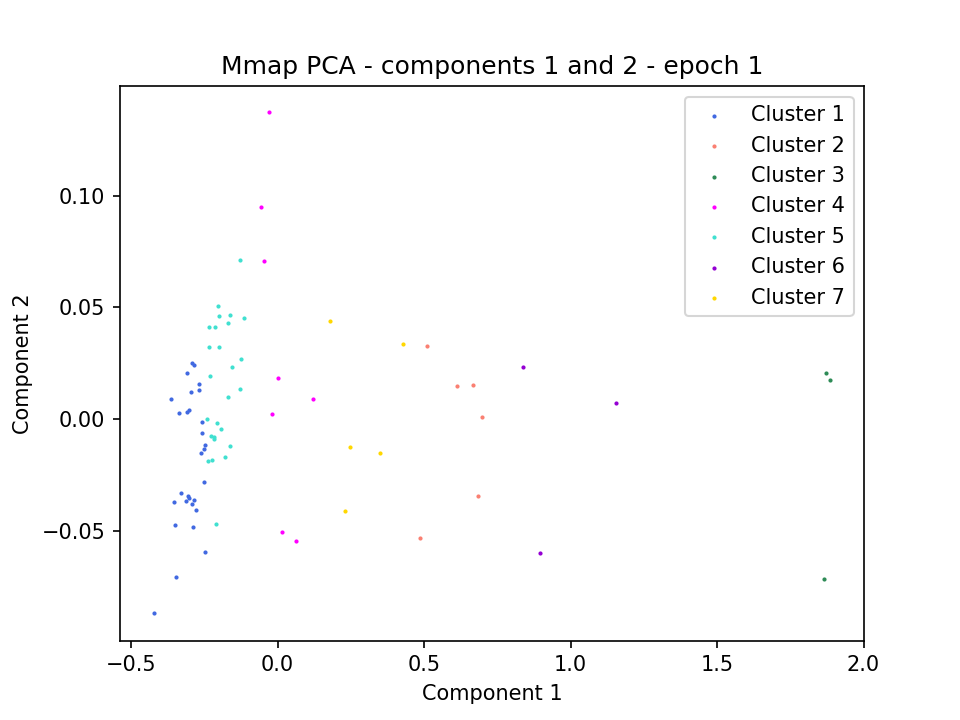 Mmap PCA - components 1 and 2 - epoch 1
Cluster 1
Cluster 2
Cluster 3
Cluster 4
Cluster 5
Cluster 6
Cluster 7
0.10
0.05
0.00
−0.05
Component 2
−0.5
0.0
0.5
1.0
1.5
2.0
Component 1